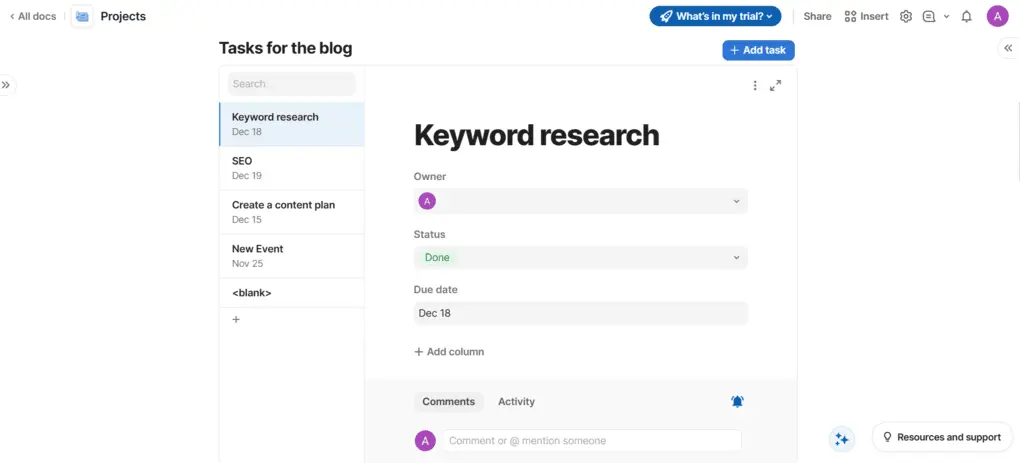 All docs
Projects
What's in my trial?
Share
Insert
A
Tasks for the blog
Add task
Search
Keyword research
Dec 18
SEO
Dec 19
Create a content plan
Dec 15
New Event
Nov 25
<blank>
+
Keyword research
Owner
A
Status
Done
Due date
Dec 18
+ Add column
Comments Activity
A
Comment or @ mention someone
Resources and support